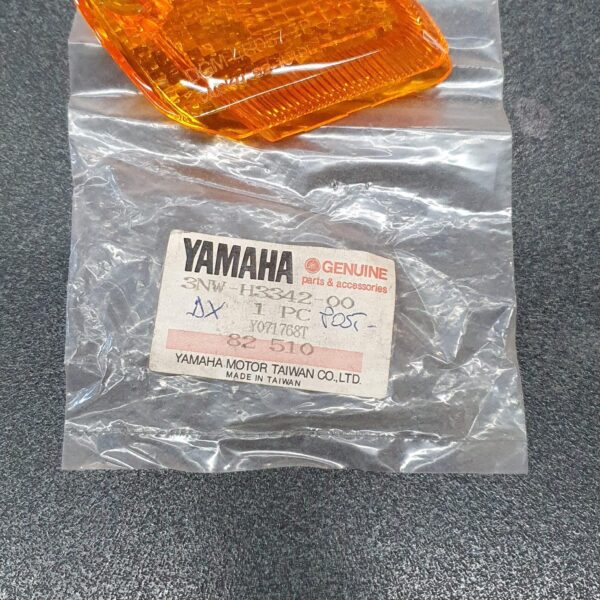 YAMAHA GENUINE
parts & accessories
3NW-H3342-00
DX 1 PC POST-
Y071768T
82 510
YAMAHA MOTOR TAIWAN CO.,LTD.
MADE IN TAIWAN